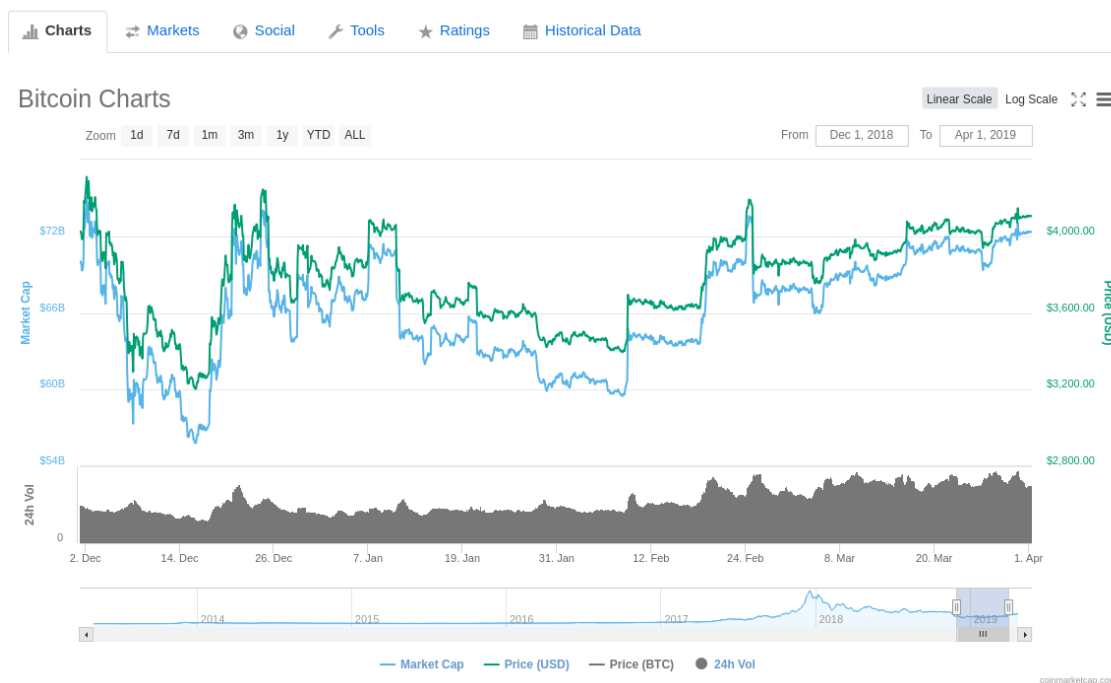 Charts Markets Social Tools Ratings Historical Data
Bitcoin Charts
Linear Scale Log Scale
Zoom 1d 7d 1m 3m 1y YTD ALL From Dec 1, 2018 To Apr 1, 2019
$72B $4,000.00
Market Cap
Price (USD)
$66B $3,600.00
$60B $3,200.00
$54B $2,800.00
24h Vol
0
2. Dec 14. Dec 26. Dec 7. Jan 19. Jan 31. Jan 12. Feb 24. Feb 8. Mar 20. Mar 1. Apr
2014 2015 2016 2017 2018 2019
Market Cap Price (USD) Price (BTC) 24h Vol
coinmarketcap.com